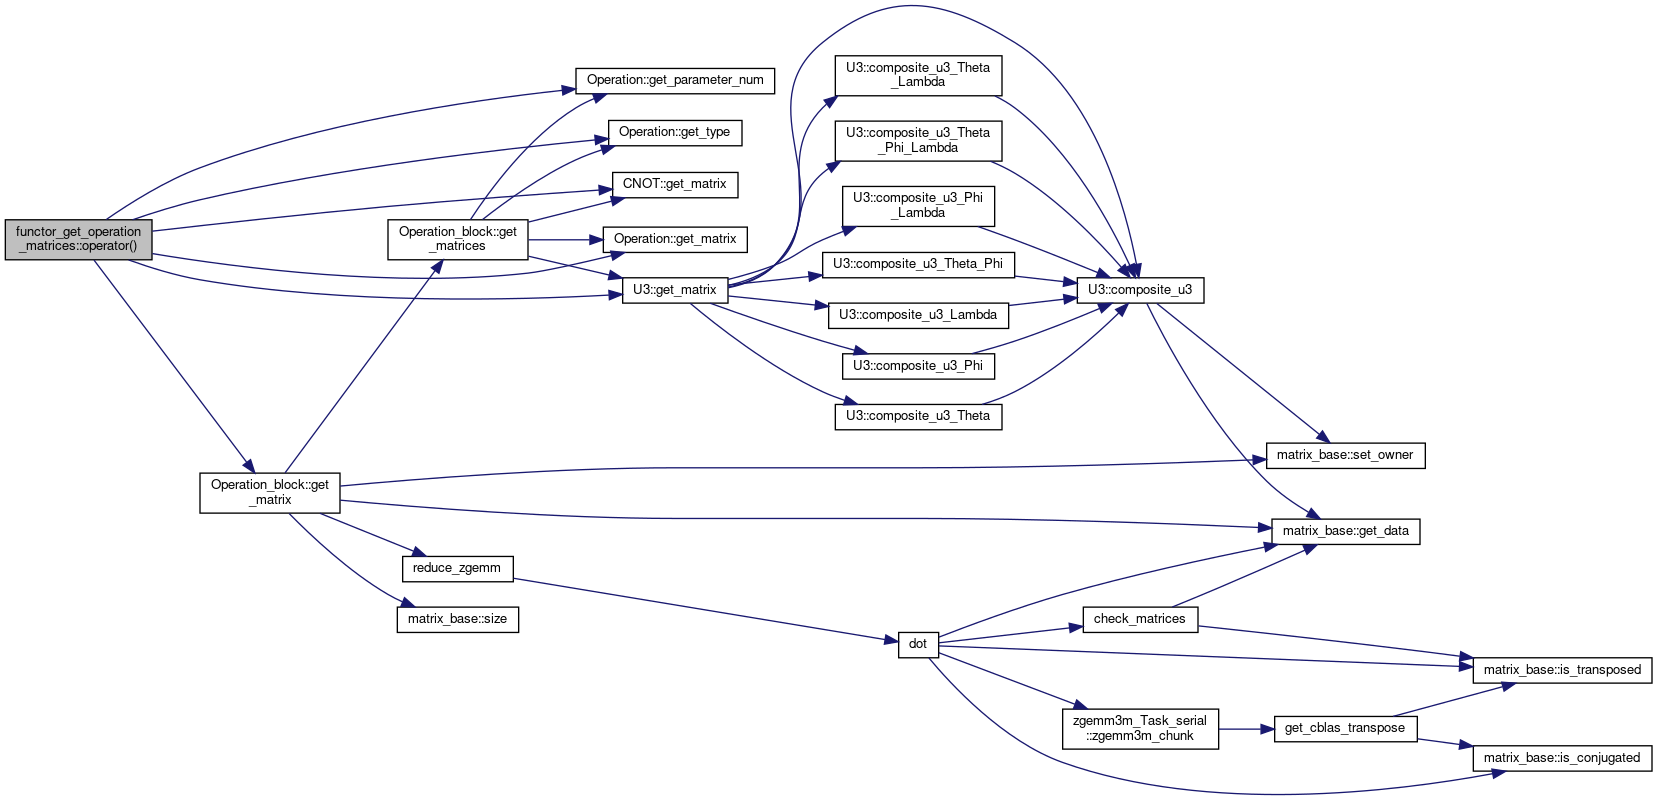 functor_get_operation
_matrices::operator()
Operation::get_parameter_num
Operation::get_type
CNOT::get_matrix
Operation_block::get
_matrices
Operation::get_matrix
U3::get_matrix
U3::composite_u3_Theta
_Lambda
U3::composite_u3_Theta
_Phi_Lambda
U3::composite_u3_Phi
_Lambda
U3::composite_u3_Theta_Phi
U3::composite_u3_Lambda
U3::composite_u3_Phi
U3::composite_u3_Theta
U3::composite_u3
matrix_base::set_owner
Operation_block::get
_matrix
matrix_base::get_data
reduce_zgemm
matrix_base::size
dot
check_matrices
matrix_base::is_transposed
zgemm3m_Task_serial
::zgemm3m_chunk
get_cblas_transpose
matrix_base::is_conjugated